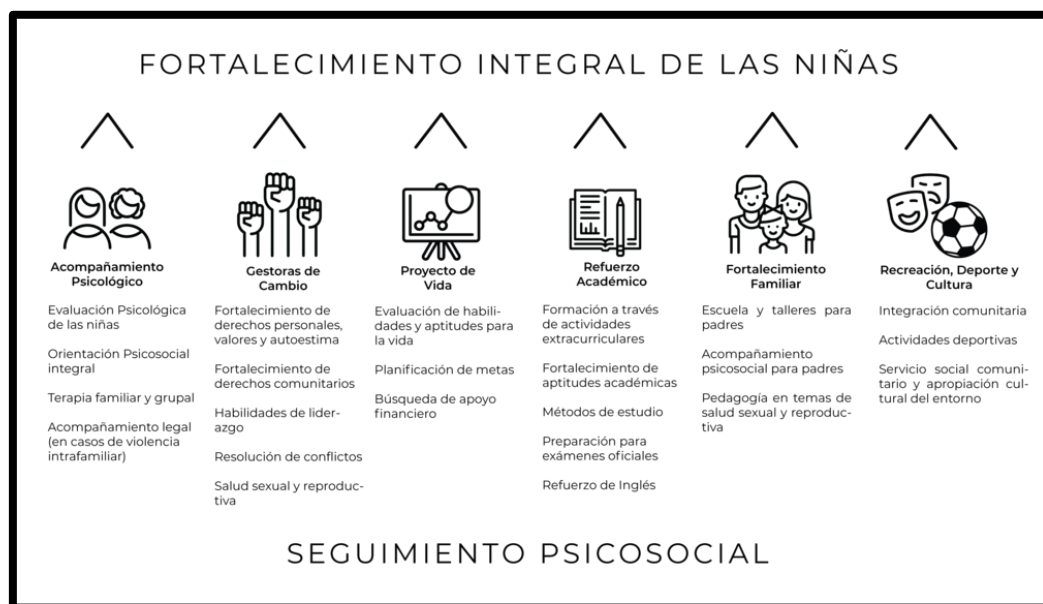 FORTALECIMIENTO INTEGRAL DE LAS NIÑAS
Acompañamiento
Psicológico
Evaluación Psicológica
de las niñas
Orientación Psicosocial
integral
Terapia familiar y grupal
Acompañamiento legal
(en casos de violencia
intrafamiliar)
Gestoras de
Cambio
Fortalecimiento de
derechos personales,
valores y autoestima
Fortalecimiento de
derechos comunitarios
Habilidades de lider-
azgo
Resolución de conflictos
Salud sexual y reproduc-
tiva
Proyecto de
Vida
Evaluación de habili-
dades y aptitudes para
la vida
Planificación de metas
Búsqueda de apoyo
financiero
Refuerzo
Académico
Formación a través
de actividades
extracurriculares
Fortalecimiento de
aptitudes académicas
Métodos de estudio
Preparación para
exámenes oficiales
Refuerzo de Inglés
Fortalecimiento
Familiar
Escuela y talleres para
padres
Acompañamiento
psicosocial para padres
Pedagogía en temas de
salud sexual y reproduc-
tiva
Recreación, Deporte y
Cultura
Integración comunitaria
Actividades deportivas
Servicio social comuni-
tario y apropiación cul-
tural del entorno
SEGUIMIENTO PSICOSOCIAL